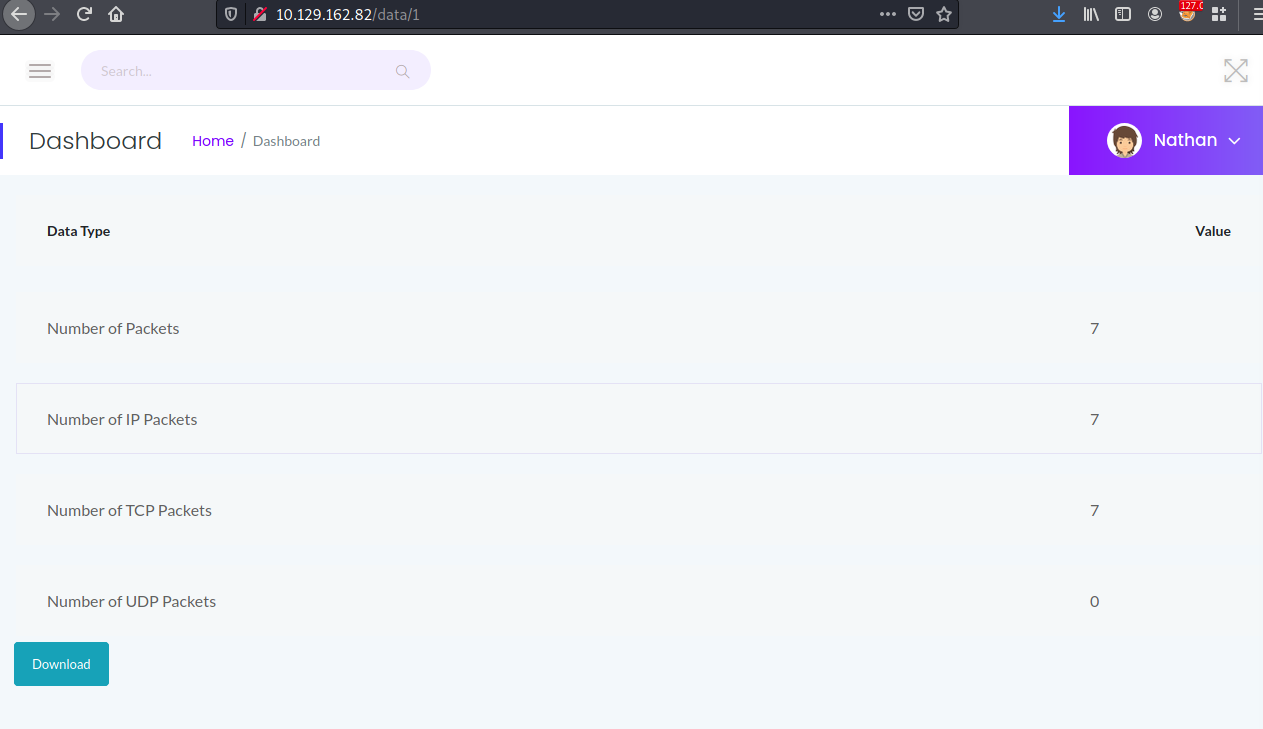 10.129.162.82/data/1
127.0
Search...
Dashboard Home / Dashboard Nathan
Data Type Value
Number of Packets 7
Number of IP Packets 7
Number of TCP Packets 7
Number of UDP Packets 0
Download